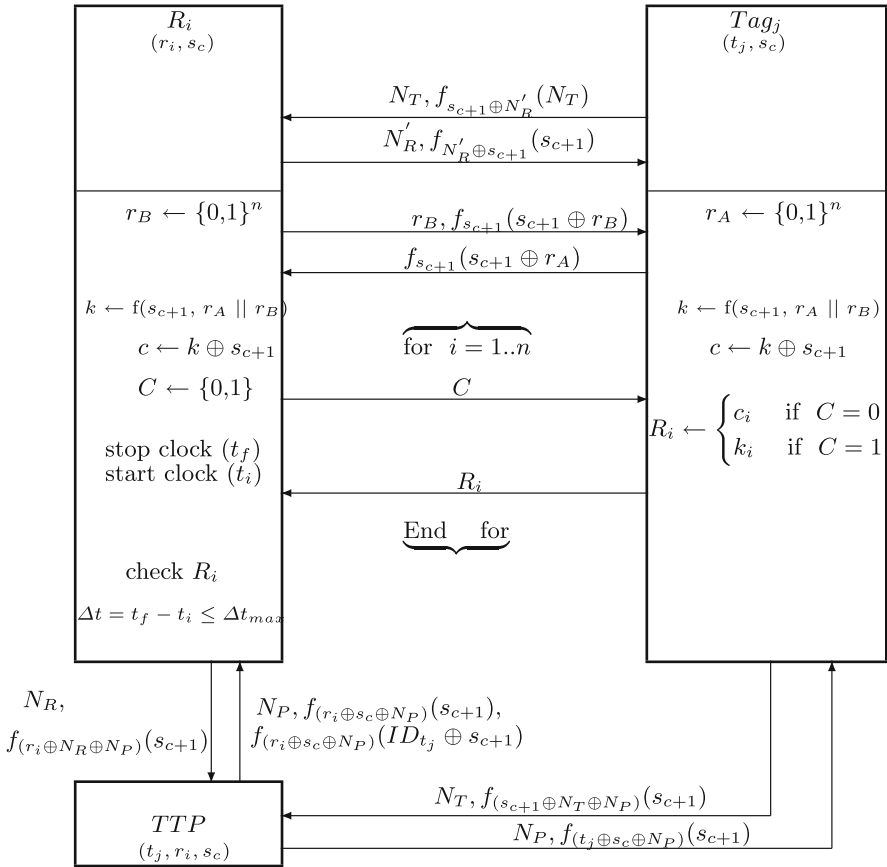 R_i
(r_i, s_c)
Tag_j
(t_j, s_c)
N_T, f_{s_{c+1}⊕N'_R}(N_T)
N'_R, f_{N'_R⊕s_{c+1}}(s_{c+1})
r_B ← {0,1}^n
r_A ← {0,1}^n
r_B, f_{s_{c+1}}(s_{c+1} ⊕ r_B)
f_{s_{c+1}}(s_{c+1} ⊕ r_A)
k ← f(s_{c+1}, r_A || r_B)
k ← f(s_{c+1}, r_A || r_B)
c ← k ⊕ s_{c+1}
for i = 1..n
c ← k ⊕ s_{c+1}
C ← {0,1}
C
R_i ← { c_i if C = 0
k_i if C = 1
stop clock (t_f)
start clock (t_i)
R_i
End for
check R_i
Δt = t_f − t_i ≤ Δt_{max}
N_R,
f_{(r_i⊕N_R⊕N_P)}(s_{c+1})
N_P, f_{(r_i⊕s_c⊕N_P)}(s_{c+1}),
f_{(r_i⊕s_c⊕N_P)}(ID_{t_j} ⊕ s_{c+1})
TTP
(t_j, r_i, s_c)
N_T, f_{(s_{c+1}⊕N_T⊕N_P)}(s_{c+1})
N_P, f_{(t_j⊕s_c⊕N_P)}(s_{c+1})